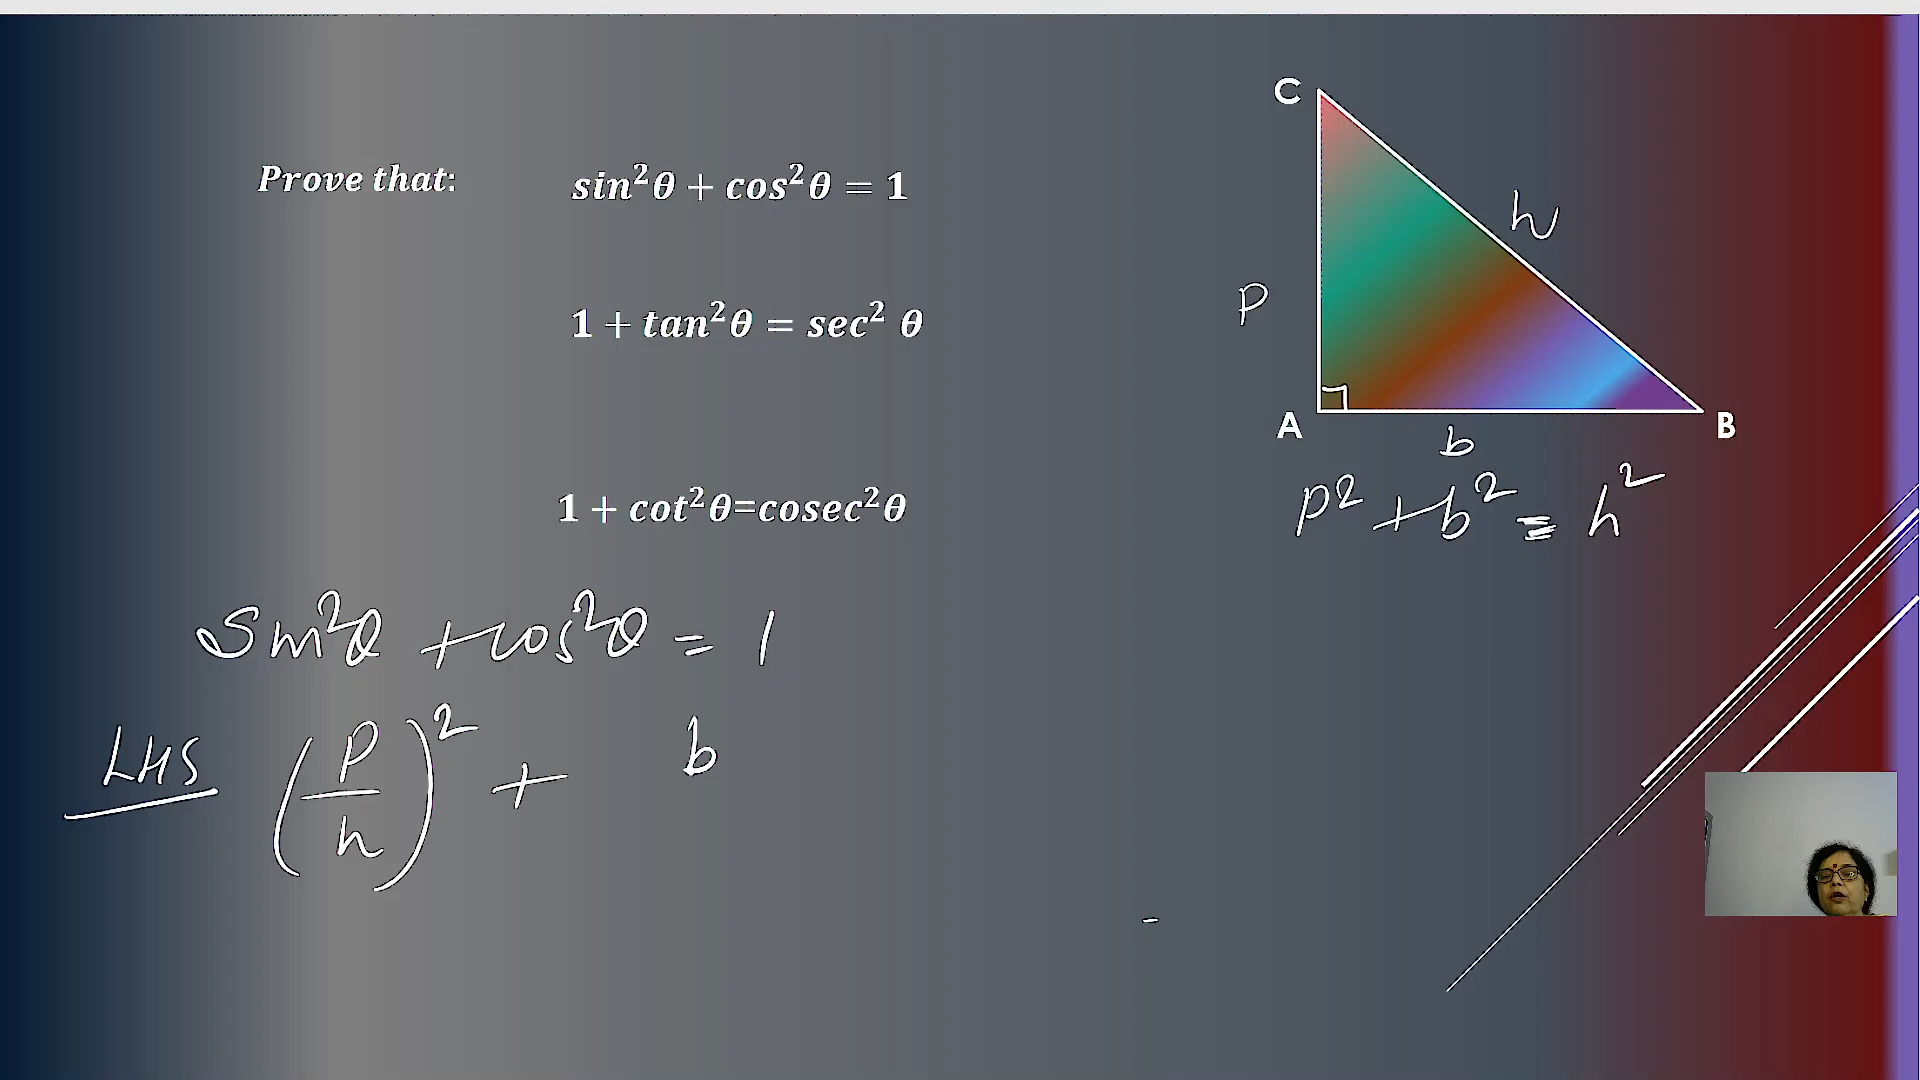 Prove that: sin²θ + cos²θ = 1
1 + tan²θ = sec² θ
1 + cot²θ=cosec²θ
C
h
P
A
B
b
p² + b² = h²
Sin²θ + cos²θ = 1
LHS (P/h)² + b